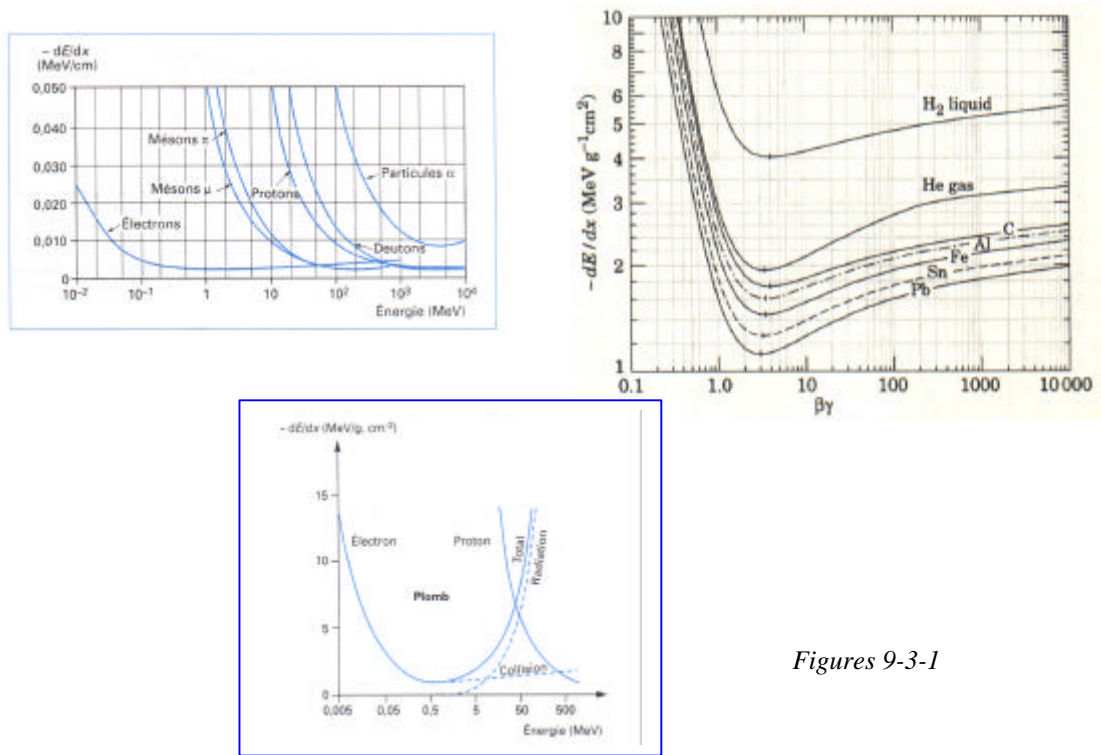 – dE/dx
(MeV/cm)
0,050
0,040
0,030
0,020
0,010
0
Mésons π
Mésons μ
Protons
Particules α
Électrons
Deutons
10⁻² 10⁻¹ 1 10 10² 10³ 10⁴
Énergie (MeV)
– dE/dx (MeV g⁻¹cm²)
10
8
6
5
4
3
2
1
H₂ liquid
He gas
C
Al
Fe
Sn
Pb
0.1 1.0 10 100 1000 10 000
βγ
– dE/dx (MeV/g. cm⁻²)
15
10
5
0
Électron
Proton
Total
Radiation
Plomb
Collision
0,005 0,05 0,5 5 50 500
Énergie (MeV)
Figures 9-3-1